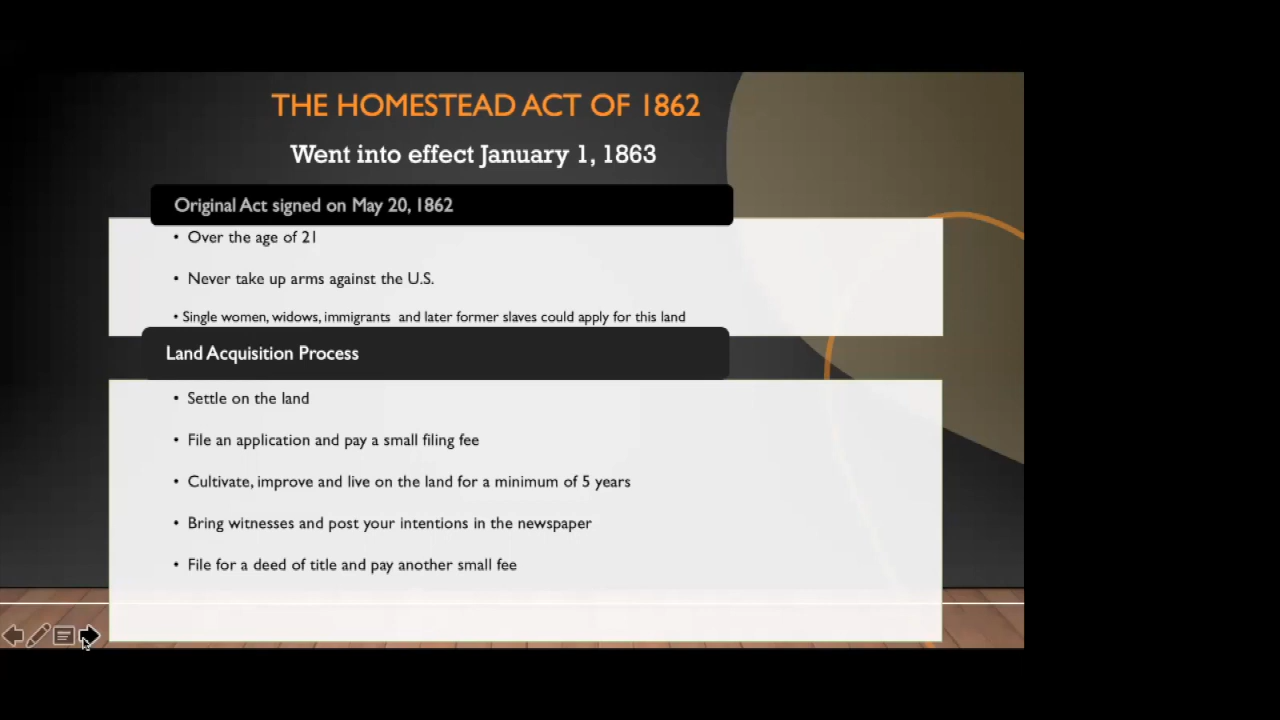 THE HOMESTEAD ACT OF 1862
Went into effect January 1, 1863
Original Act signed on May 20, 1862
• Over the age of 21
• Never take up arms against the U.S.
• Single women, widows, immigrants and later former slaves could apply for this land
Land Acquisition Process
• Settle on the land
• File an application and pay a small filing fee
• Cultivate, improve and live on the land for a minimum of 5 years
• Bring witnesses and post your intentions in the newspaper
• File for a deed of title and pay another small fee